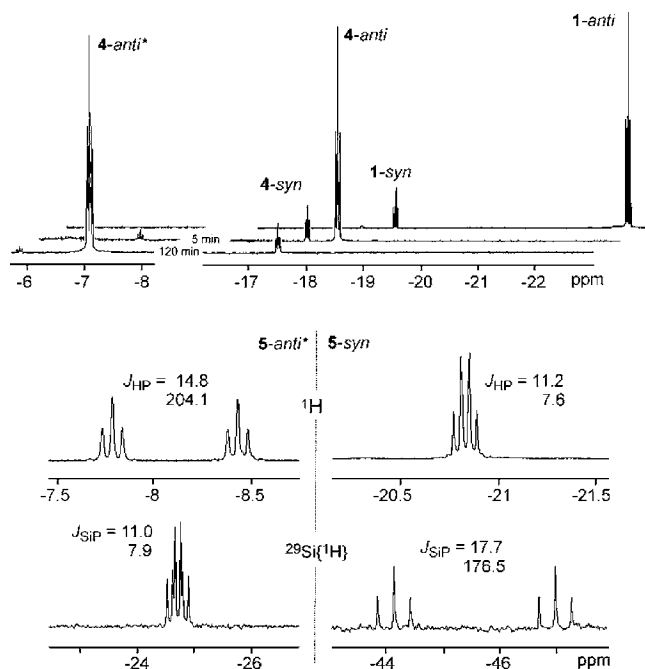 4-anti*
4-anti
1-anti
4-syn
1-syn
5 min
120 min
-6 -7 -8 -17 -18 -19 -20 -21 -22 ppm
5-anti* 5-syn
J_HP = 14.8
204.1
J_HP = 11.2
7.6
¹H
-7.5 -8 -8.5 -20.5 -21 -21.5
J_SiP = 11.0
7.9
²⁹Si{¹H}
J_SiP = 17.7
176.5
-24 -26 -44 -46 ppm